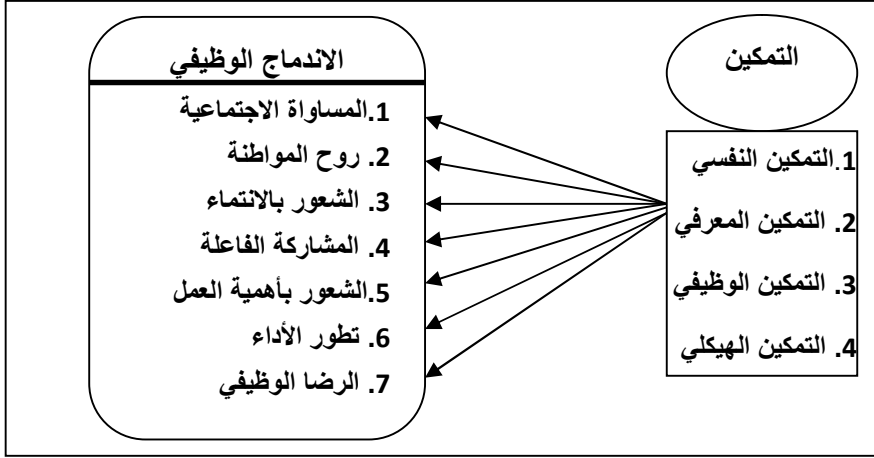 التمكين
1.التمكين النفسي
2. التمكين المعرفي
3. التمكين الوظيفي
4. التمكين الهيكلي
الاندماج الوظيفي
1.المساواة الاجتماعية
2. روح المواطنة
3. الشعور بالانتماء
4. المشاركة الفاعلة
5.الشعور بأهمية العمل
6. تطور الأداء
7. الرضا الوظيفي